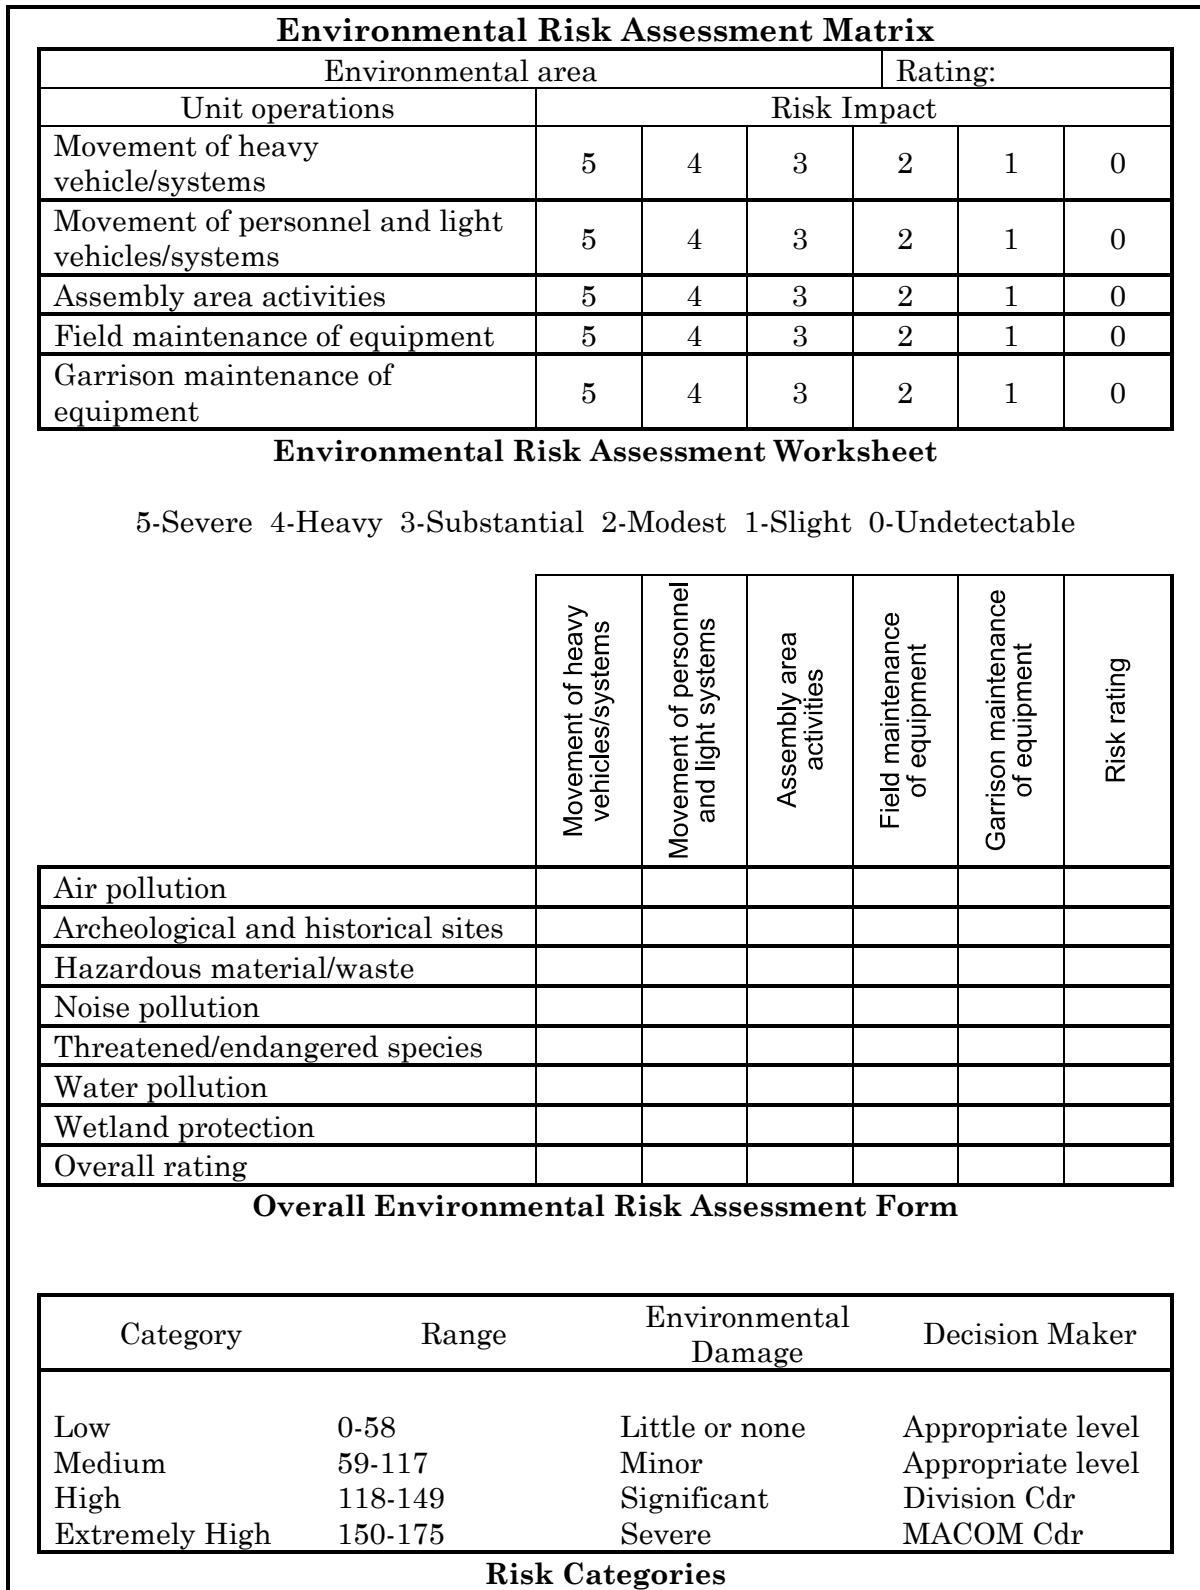 Environmental Risk Assessment Matrix
Environmental area Rating:
Unit operations Risk Impact
Movement of heavy
vehicle/systems 5 4 3 2 1 0
Movement of personnel and light
vehicles/systems 5 4 3 2 1 0
Assembly area activities 5 4 3 2 1 0
Field maintenance of equipment 5 4 3 2 1 0
Garrison maintenance of
equipment 5 4 3 2 1 0
Environmental Risk Assessment Worksheet
5-Severe 4-Heavy 3-Substantial 2-Modest 1-Slight 0-Undetectable
Movement of heavy
vehicles/systems
Movement of personnel
and light systems
Assembly area
activities
Field maintenance
of equipment
Garrison maintenance
of equipment
Risk rating
Air pollution
Archeological and historical sites
Hazardous material/waste
Noise pollution
Threatened/endangered species
Water pollution
Wetland protection
Overall rating
Overall Environmental Risk Assessment Form
Category Range Environmental
Damage Decision Maker
Low 0-58 Little or none Appropriate level
Medium 59-117 Minor Appropriate level
High 118-149 Significant Division Cdr
Extremely High 150-175 Severe MACOM Cdr
Risk Categories